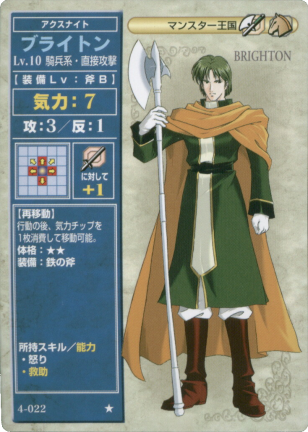 アクスナイト
ブライトン
Lv.10 騎兵系・直接攻撃
【装備Lv：斧B】
気力：7
攻：3／反：1
に対して
+1
【再移動】
行動の後、気力チップを
1枚消費して移動可能。
体格：★★
装備：鉄の斧
所持スキル／能力
・怒り
・救助
4-022 ★
マンスター王国
BRIGHTON